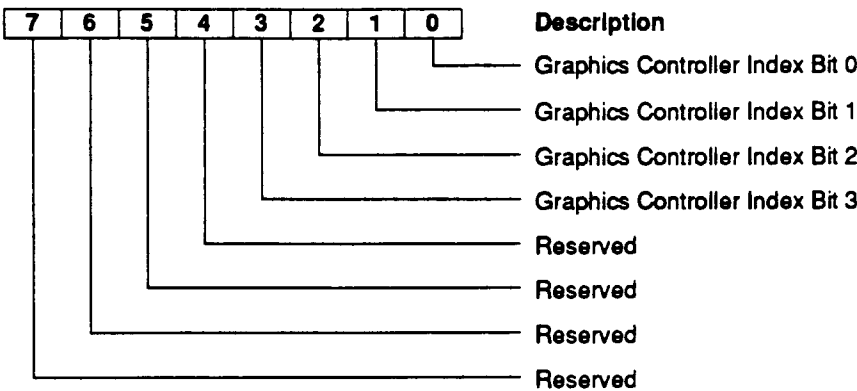 7 6 5 4 3 2 1 0 Description
Graphics Controller Index Bit 0
Graphics Controller Index Bit 1
Graphics Controller Index Bit 2
Graphics Controller Index Bit 3
Reserved
Reserved
Reserved
Reserved